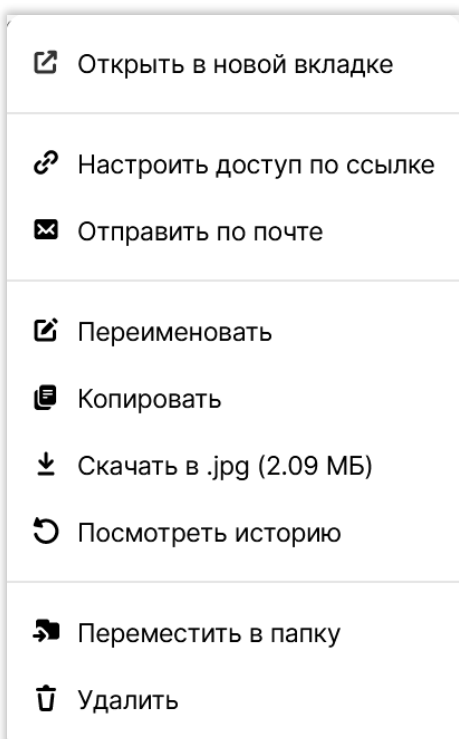 Открыть в новой вкладке
Настроить доступ по ссылке
Отправить по почте
Переименовать
Копировать
Скачать в .jpg (2.09 МБ)
Посмотреть историю
Переместить в папку
Удалить